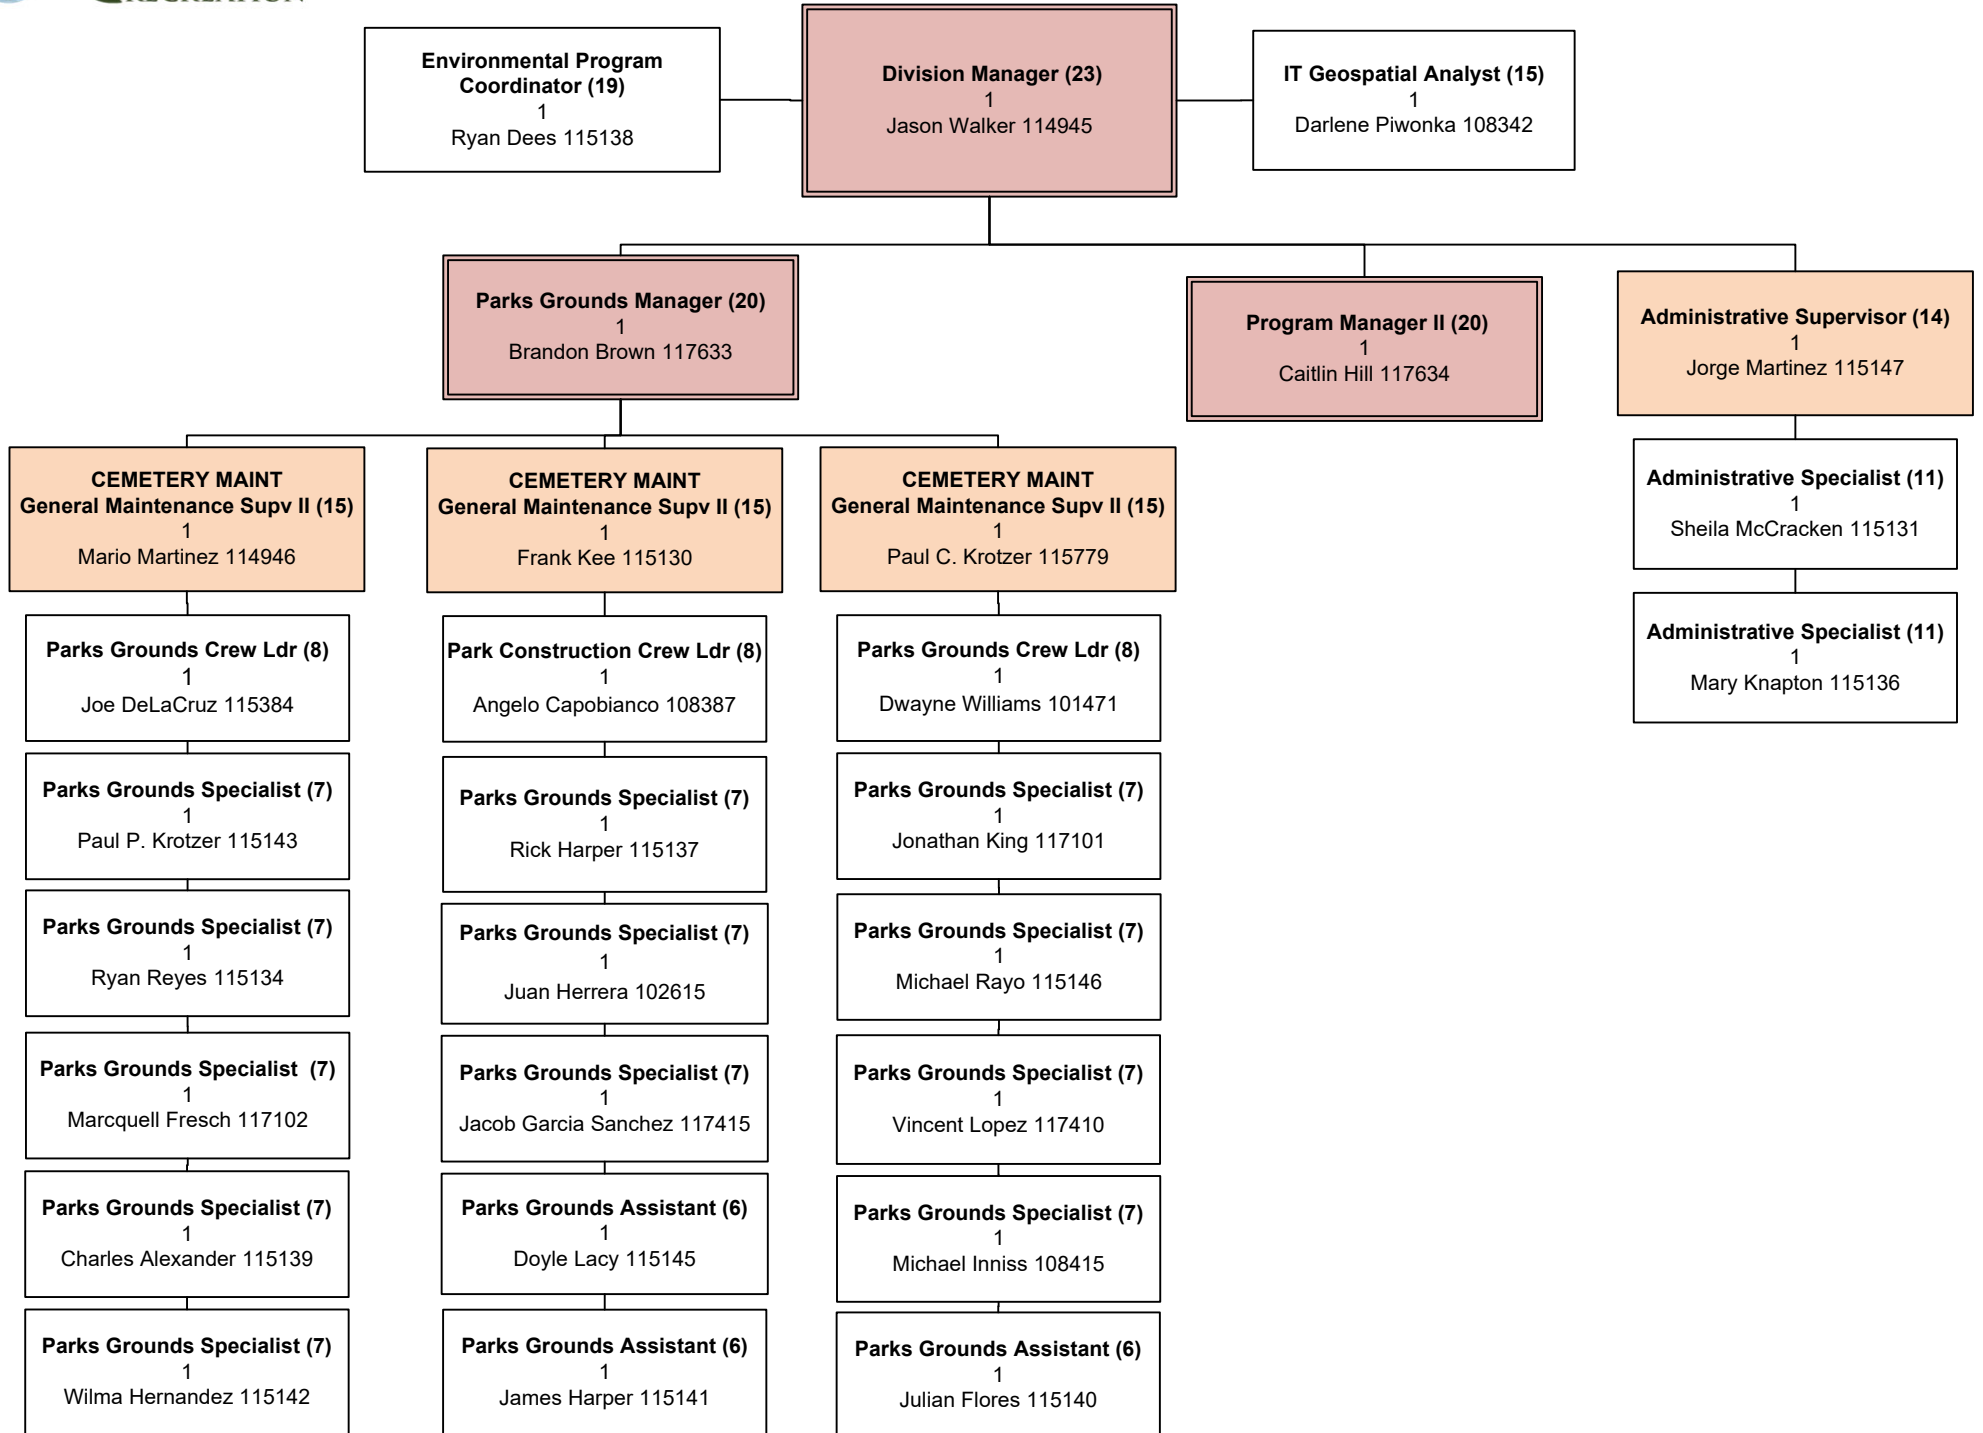 RECREATION
Environmental Program
Coordinator (19)
1
Ryan Dees 115138
Division Manager (23)
1
Jason Walker 114945
IT Geospatial Analyst (15)
1
Darlene Piwonka 108342
Parks Grounds Manager (20)
1
Brandon Brown 117633
Program Manager II (20)
1
Caitlin Hill 117634
Administrative Supervisor (14)
1
Jorge Martinez 115147
CEMETERY MAINT
General Maintenance Supv II (15)
1
Mario Martinez 114946
CEMETERY MAINT
General Maintenance Supv II (15)
1
Frank Kee 115130
CEMETERY MAINT
General Maintenance Supv II (15)
1
Paul C. Krotzer 115779
Administrative Specialist (11)
1
Sheila McCracken 115131
Administrative Specialist (11)
1
Mary Knapton 115136
Parks Grounds Crew Ldr (8)
1
Joe DeLaCruz 115384
Parks Grounds Specialist (7)
1
Paul P. Krotzer 115143
Parks Grounds Specialist (7)
1
Ryan Reyes 115134
Parks Grounds Specialist (7)
1
Marcquell Fresch 117102
Parks Grounds Specialist (7)
1
Charles Alexander 115139
Parks Grounds Specialist (7)
1
Wilma Hernandez 115142
Park Construction Crew Ldr (8)
1
Angelo Capobianco 108387
Parks Grounds Specialist (7)
1
Rick Harper 115137
Parks Grounds Specialist (7)
1
Juan Herrera 102615
Parks Grounds Specialist (7)
1
Jacob Garcia Sanchez 117415
Parks Grounds Assistant (6)
1
Doyle Lacy 115145
Parks Grounds Assistant (6)
1
James Harper 115141
Parks Grounds Crew Ldr (8)
1
Dwayne Williams 101471
Parks Grounds Specialist (7)
1
Jonathan King 117101
Parks Grounds Specialist (7)
1
Michael Rayo 115146
Parks Grounds Specialist (7)
1
Vincent Lopez 117410
Parks Grounds Specialist (7)
1
Michael Inniss 108415
Parks Grounds Assistant (6)
1
Julian Flores 115140